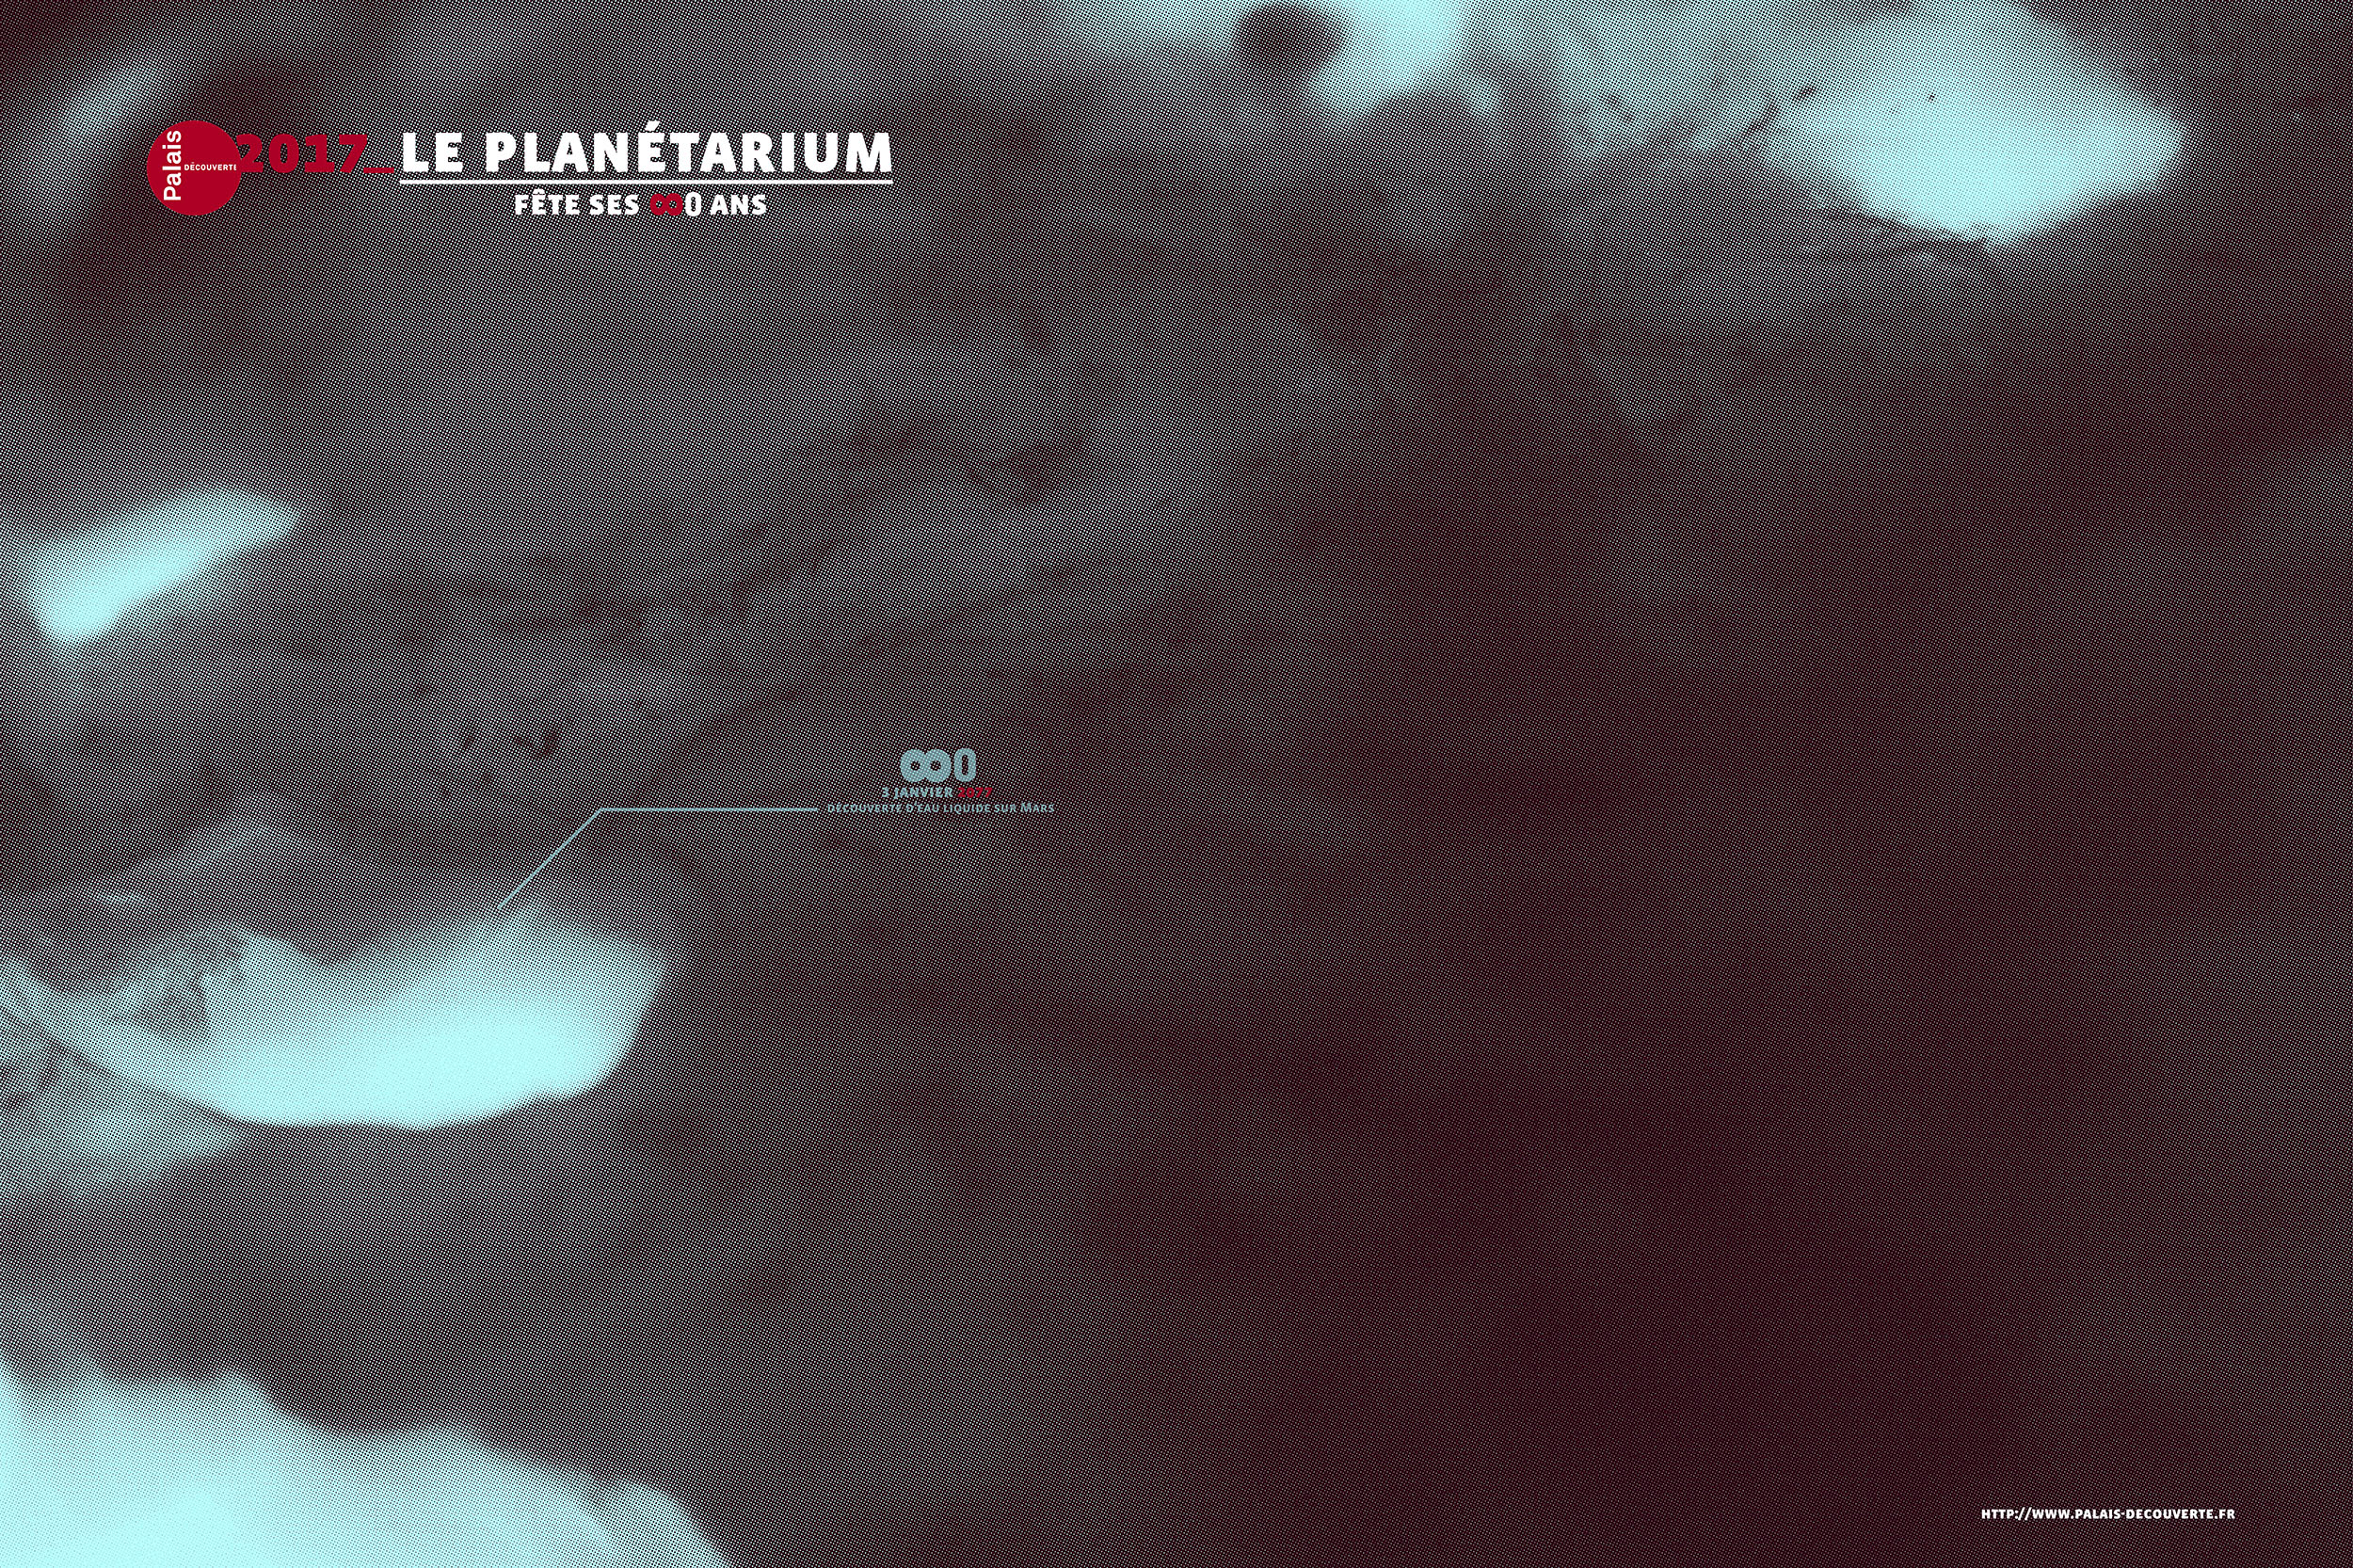 Palais
DÉCOUVERTE
2017_LE PLANÉTARIUM
FÊTE SES ∞0 ANS
∞0
3 JANVIER 2077
DÉCOUVERTE D'EAU LIQUIDE SUR MARS
HTTP://WWW.PALAIS-DECOUVERTE.FR